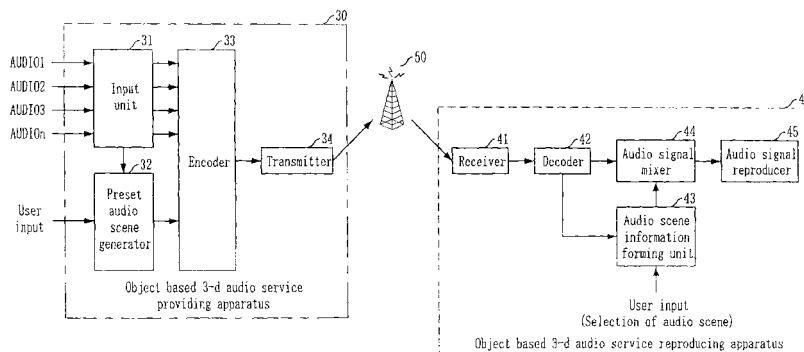 30
31
33
AUDIO1
AUDIO2
AUDIO3
AUDIOn
Input
unit
32
User
input
Preset
audio
scene
generator
Encoder
34
Transmitter
Object based 3-d audio service
providing apparatus
50
4
41
Receiver
42
Decoder
44
Audio signal
mixer
45
Audio signal
reproducer
43
Audio scene
information
forming unit
User input
(Selection of audio scene)
Object based 3-d audio service reproducing apparatus